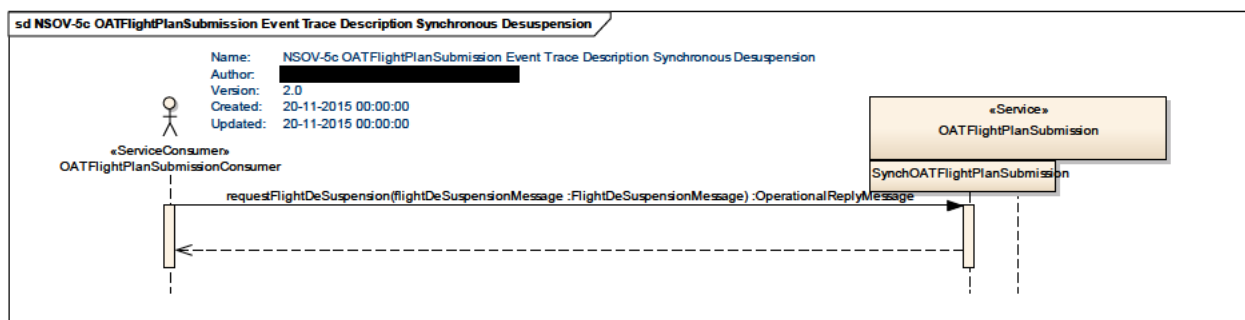 sd NSOV-5c OATFlightPlanSubmission Event Trace Description Synchronous Desuspension
Name: NSOV-5c OATFlightPlanSubmission Event Trace Description Synchronous Desuspension
Author:
Version: 2.0
Created: 20-11-2015 00:00:00
Updated: 20-11-2015 00:00:00
«ServiceConsumer»
OATFlightPlanSubmissionConsumer
«Service»
OATFlightPlanSubmission
SynchOATFlightPlanSubmission
requestFlightDeSuspension(flightDeSuspensionMessage :FlightDeSuspensionMessage) :OperationalReplyMessage